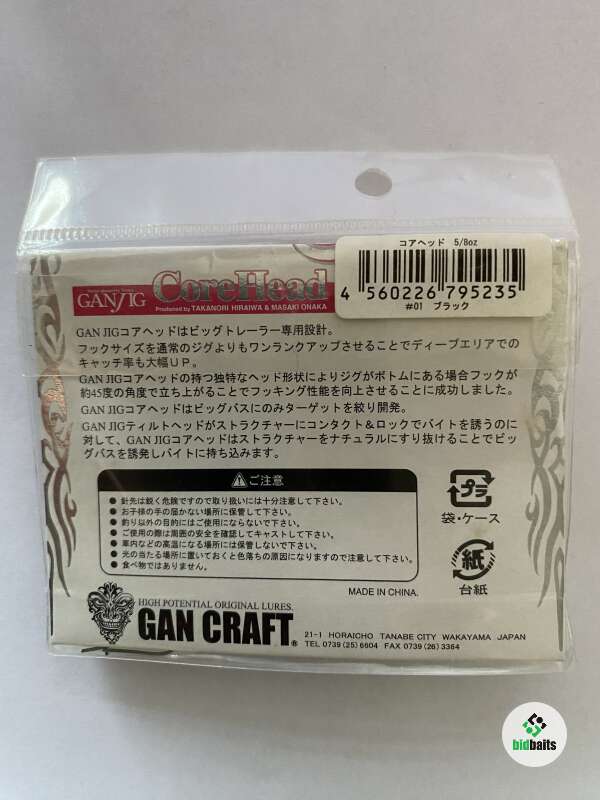 コアヘッド 5/8oz
4 560226 795235
#01 ブラック
GAN JIG
CoreHead
Produced by TAKANORI HIRAIWA & MASAKI ONAKA
GAN JIGコアヘッドはビッグトレーラー専用設計。
フックサイズを通常のジグよりもワンランクアップさせることでディープエリアでの
キャッチ率も大幅UP。
GAN JIGコアヘッドの持つ独特なヘッド形状によりジグがボトムにある場合フックが
約45度の角度で立ち上がることでフッキング性能を向上させることに成功しました。
GAN JIGコアヘッドはビッグバスにのみターゲットを絞り開発。
GAN JIGティルトヘッドがストラクチャーにコンタクト&ロックでバイトを誘うのに
対して、GAN JIGコアヘッドはストラクチャーをナチュラルにすり抜けることでビッ
グバスを誘発しバイトに持ち込みます。
ご注意
● 針先は鋭く危険ですので取り扱いには十分注意して下さい。
● お子様の手の届かない場所に保管して下さい。
● 釣り以外の目的にはご使用にならないで下さい。
● ご使用の際は周囲の安全を確認してキャストして下さい。
● 車内などの高温になる場所には保管しないで下さい。
● 光の当たる場所に置いておくと色落ちの原因になりますので注意して下さい。
● 食べ物ではありません。
プラ
袋・ケース
紙
台紙
MADE IN CHINA.
HIGH POTENTIAL ORIGINAL LURES.
GAN CRAFT®
21-1 HORAICHO TANABE CITY WAKAYAMA JAPAN
TEL 0739 (25) 6604 FAX 0739 (26) 3364
bidbaits